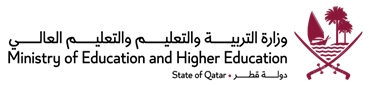 وزارة التربية والتعليم والتعليم العالي
Ministry of Education and Higher Education
State of Qatar • دولة قطر